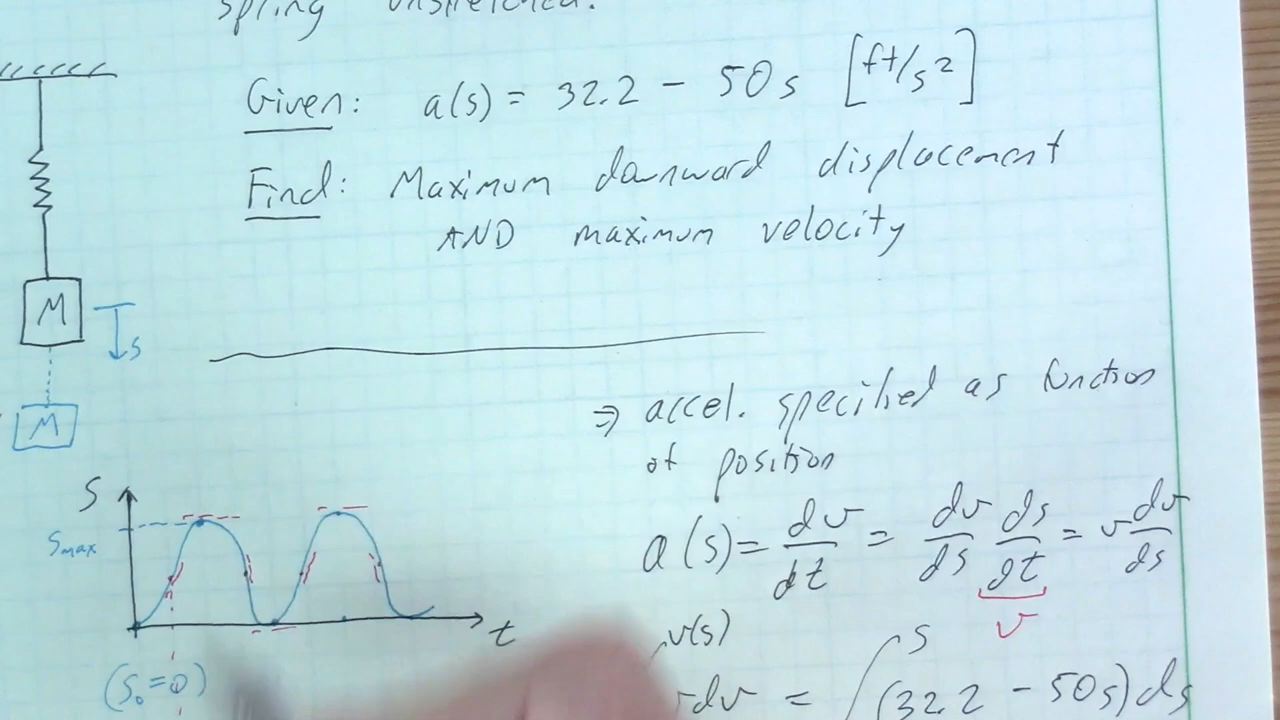 spring unstretched.
Given: a(s) = 32.2 - 50s [ft/s²]
Find: Maximum downward displacement
AND maximum velocity
M
s
M
⇒ accel. specified as function
of position
a(s) = dv/dt = dv/ds ds/dt = v dv/ds
v
S
Smax
t
(S₀=0)
v(s)
s
vdv = ∫(32.2 - 50s)ds